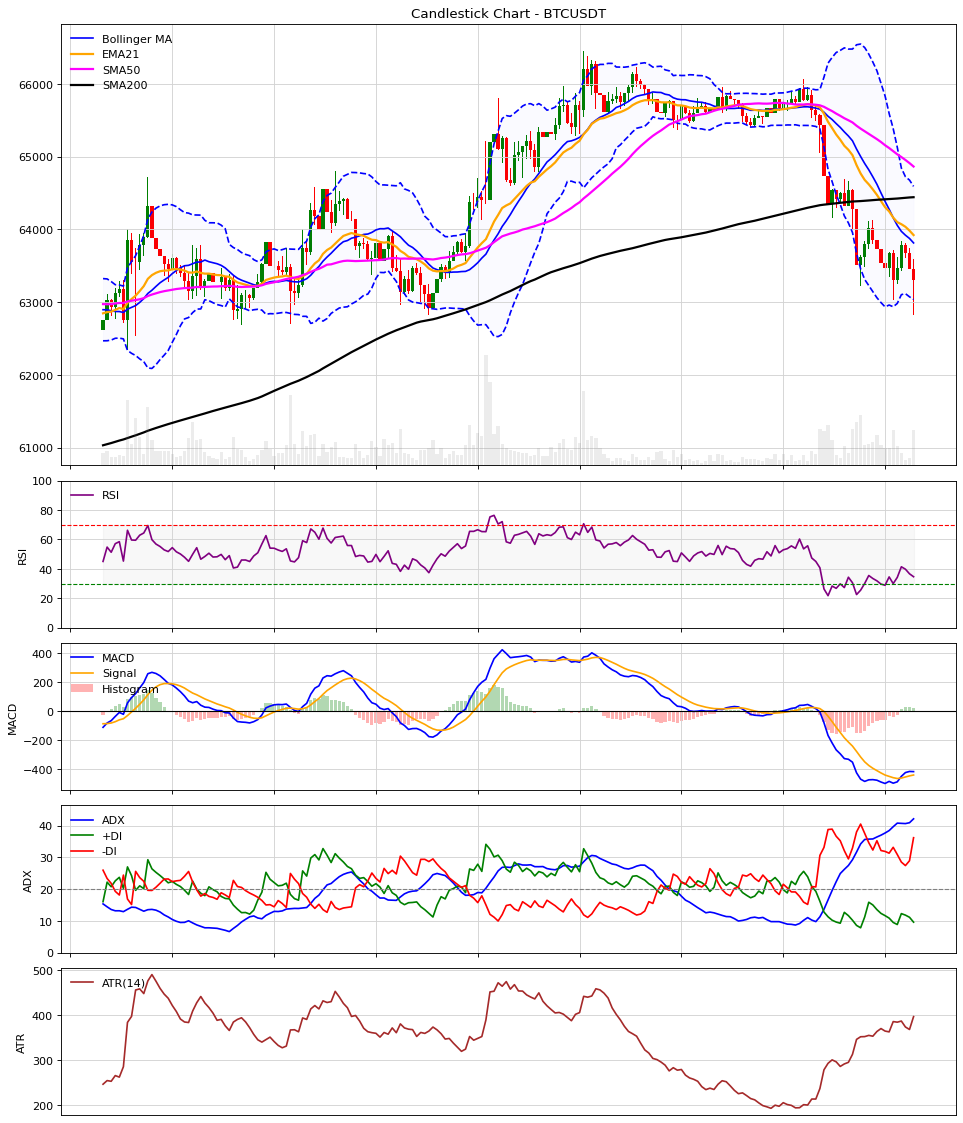 Candlestick Chart - BTCUSDT
Bollinger MA
EMA21
SMA50
SMA200
66000
65000
64000
63000
62000
61000
RSI
100
80
60
40
20
0
RSI
MACD
Signal
Histogram
400
200
0
−200
−400
MACD
ADX
+DI
-DI
40
30
20
10
0
ADX
ATR(14)
500
400
300
200
ATR